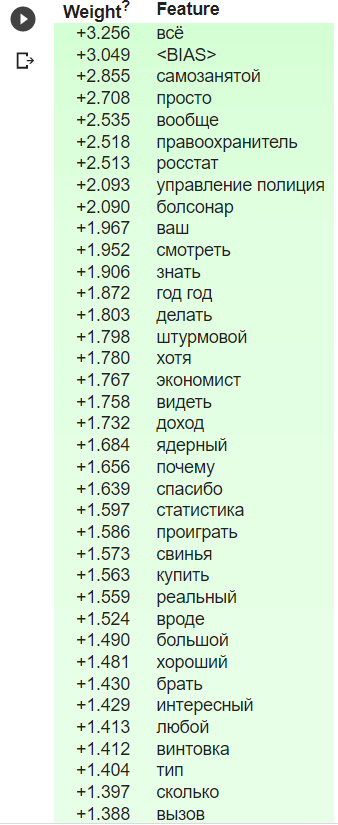 Weight? Feature
+3.256 всё
+3.049 <BIAS>
+2.855 самозанятой
+2.708 просто
+2.535 вообще
+2.518 правоохранитель
+2.513 росстат
+2.093 управление полиция
+2.090 болсонар
+1.967 ваш
+1.952 смотреть
+1.906 знать
+1.872 год год
+1.803 делать
+1.798 штурмовой
+1.780 хотя
+1.767 экономист
+1.758 видеть
+1.732 доход
+1.684 ядерный
+1.656 почему
+1.639 спасибо
+1.597 статистика
+1.586 проиграть
+1.573 свинья
+1.563 купить
+1.559 реальный
+1.524 вроде
+1.490 большой
+1.481 хороший
+1.430 брать
+1.429 интересный
+1.413 любой
+1.412 винтовка
+1.404 тип
+1.397 сколько
+1.388 вызов